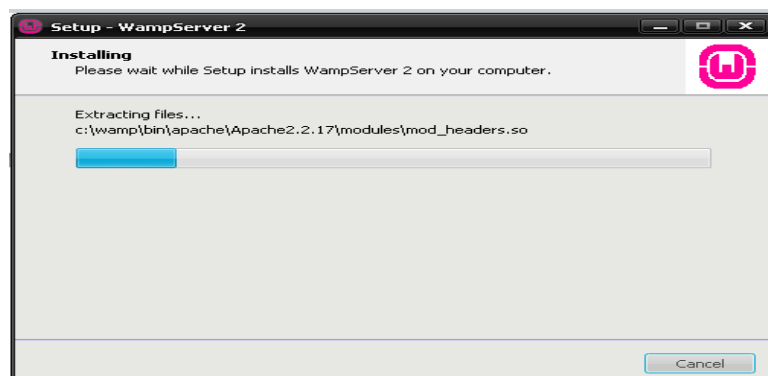 Setup - WampServer 2
Installing
Please wait while Setup installs WampServer 2 on your computer.
Extracting files...
c:\wamp\bin\apache\Apache2.2.17\modules\mod_headers.so
Cancel